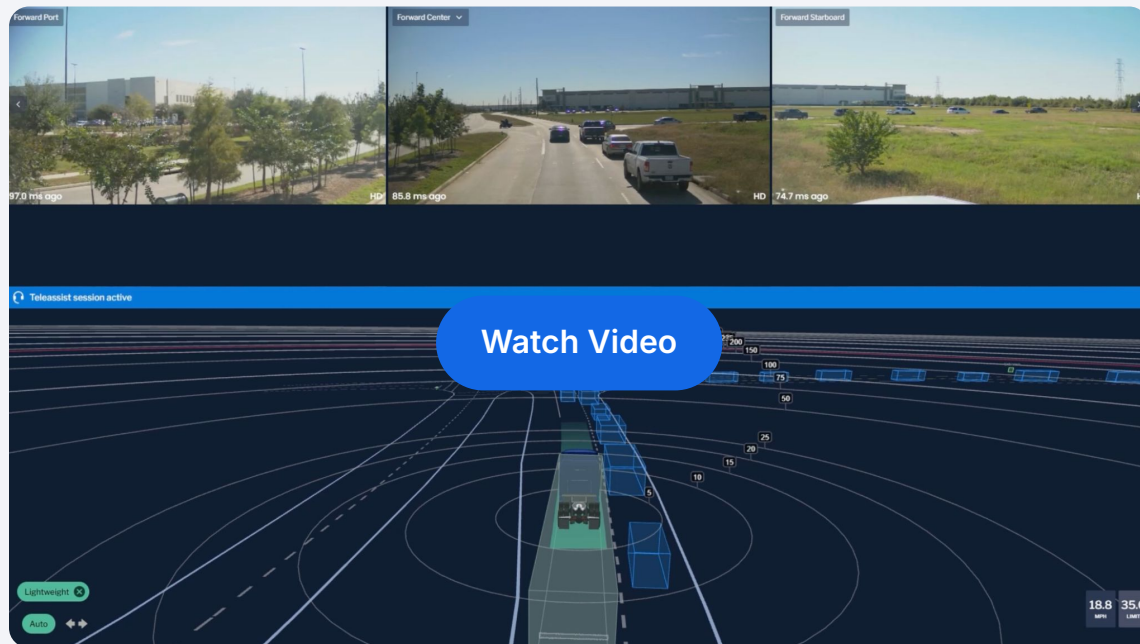 Forward Port
Forward Center
Forward Starboard
97.0 ms ago
HD
85.8 ms ago
HD
74.7 ms ago
Teleassist session active
Watch Video
200
150
100
75
50
25
20
15
10
5
Lightweight
Auto
18.8
MPH
35.
LIMIT